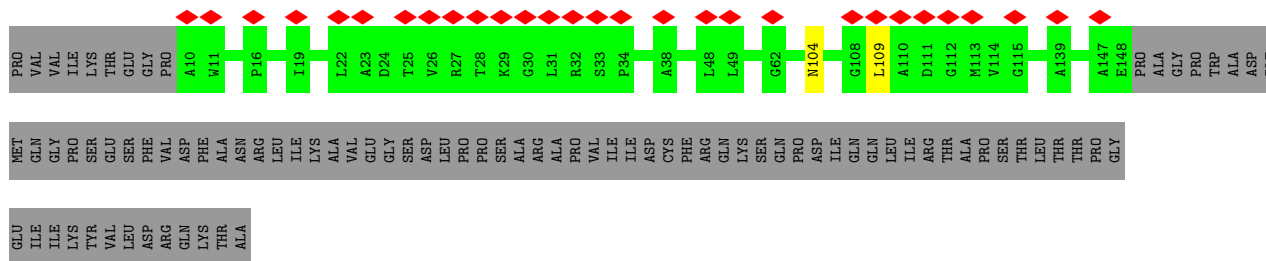 PRO VAL VAL ILE LYS THR GLU GLY PRO A10 W11 P16 I19 L22 A23 D24 T25 V26 R27 T28 K29 G30 L31 R32 S33 P34 A38 L48 L49 G62 N104 G108 L109 A110 D111 G112 M113 V114 G115 A139 A147 E148 PRO ALA GLY PRO TRP ALA ASP
MET GLN GLY PRO SER GLU SER PHE VAL ASP PHE ALA ASN ARG LEU ILE LYS ALA VAL GLU GLY SER ASP LEU PRO PRO SER ALA ARG ALA PRO VAL ILE ILE ASP CYS PHE ARG GLN LYS SER GLN PRO ASP ILE GLN GLN LEU ILE ARG THR ALA PRO SER THR LEU THR THR PRO GLY
GLU ILE ILE LYS TYR VAL LEU ASP ARG GLN LYS THR ALA